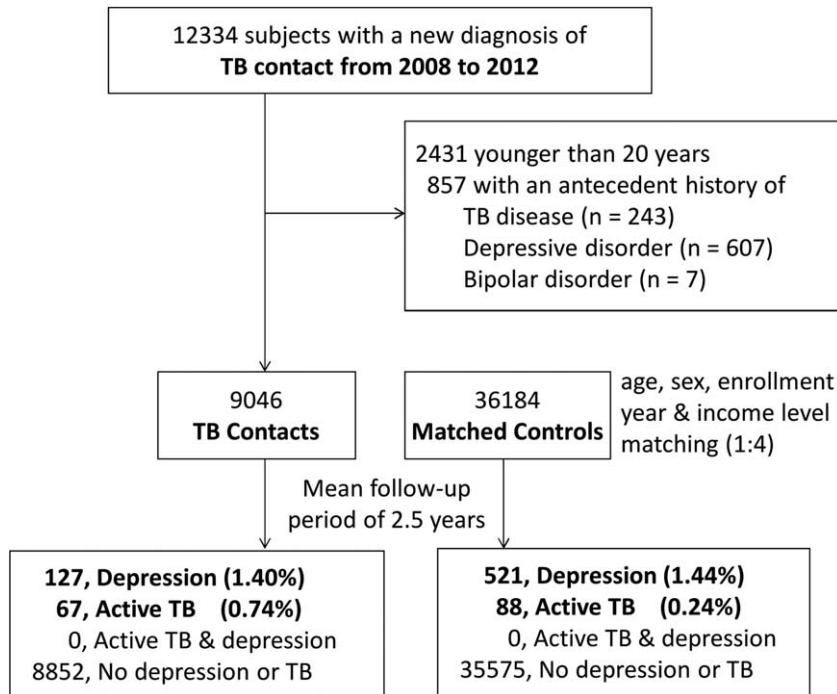 12334 subjects with a new diagnosis of
TB contact from 2008 to 2012
2431 younger than 20 years
857 with an antecedent history of
TB disease (n = 243)
Depressive disorder (n = 607)
Bipolar disorder (n = 7)
9046
TB Contacts
36184
Matched Controls
age, sex, enrollment
year & income level
matching (1:4)
Mean follow-up
period of 2.5 years
127, Depression (1.40%)
67, Active TB (0.74%)
0, Active TB & depression
8852, No depression or TB
521, Depression (1.44%)
88, Active TB (0.24%)
0, Active TB & depression
35575, No depression or TB